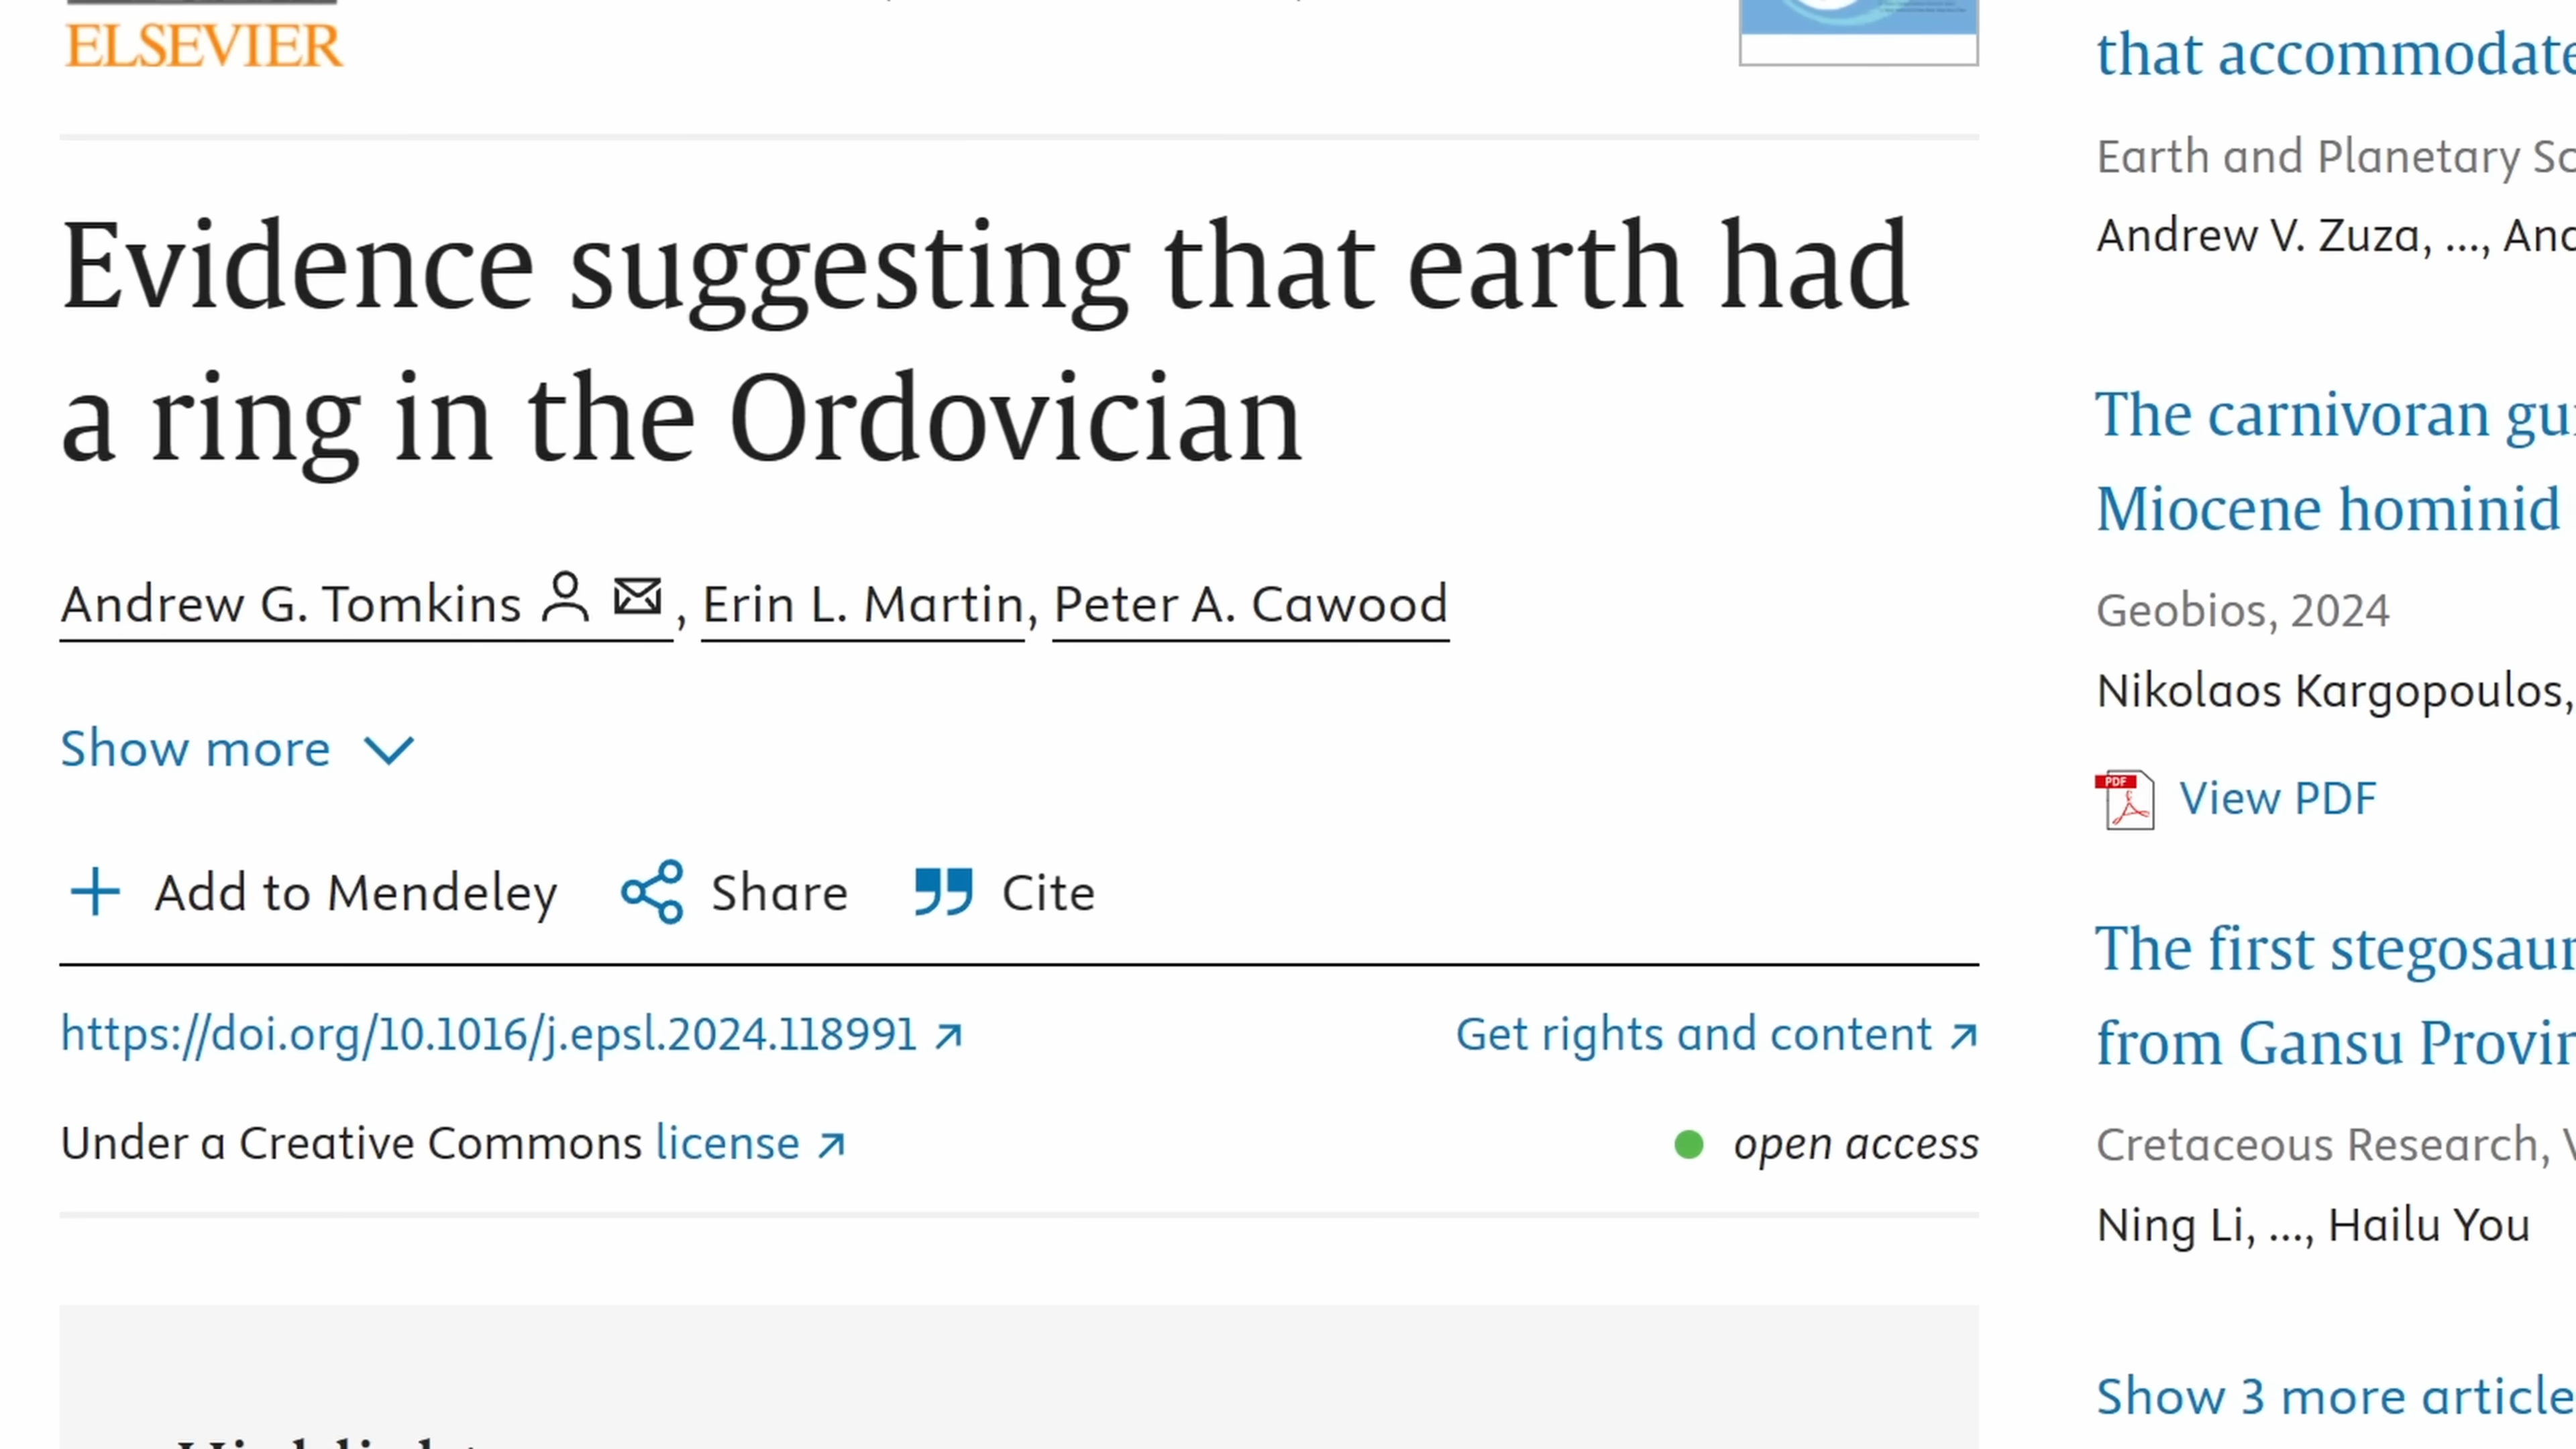 ELSEVIER
Evidence suggesting that earth had
a ring in the Ordovician
Andrew G. Tomkins , Erin L. Martin, Peter A. Cawood
Show more
Add to Mendeley Share Cite
https://doi.org/10.1016/j.epsl.2024.118991 Get rights and content
Under a Creative Commons license open access
that accommodate
Earth and Planetary Sc
Andrew V. Zuza, ..., And
The carnivoran gui
Miocene hominid
Geobios, 2024
Nikolaos Kargopoulos,
PDF View PDF
The first stegosaur
from Gansu Provin
Cretaceous Research, V
Ning Li, ..., Hailu You
Show 3 more article